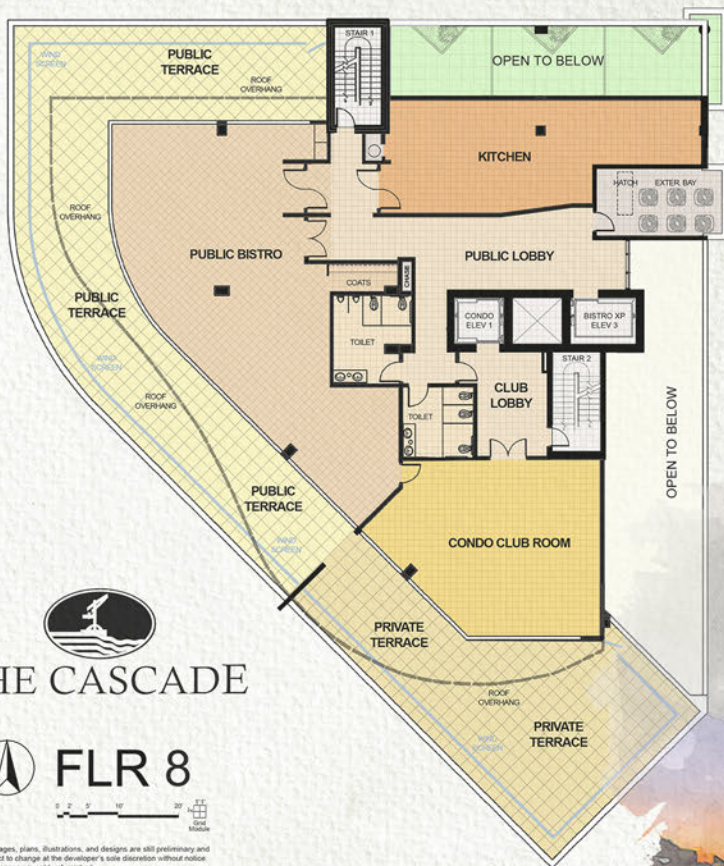 STAIR 1
WIND
SCREEN
PUBLIC
TERRACE
OPEN TO BELOW
ROOF
OVERHANG
KITCHEN
HATCH
EXTER. BAY
ROOF
OVERHANG
PUBLIC BISTRO
PUBLIC LOBBY
COATS
CHASE
PUBLIC
TERRACE
CONDO
ELEV 1
BISTRO XP
ELEV 3
TOILET
WIND
SCREEN
STAIR 2
CLUB
LOBBY
ROOF
OVERHANG
TOILET
OPEN TO BELOW
PUBLIC
TERRACE
WIND
SCREEN
CONDO CLUB ROOM
PRIVATE
TERRACE
HE CASCADE
ROOF
OVERHANG
PRIVATE
TERRACE
WIND
SCREEN
FLR 8
0 2' 5' 10' 20'
Grid
Module
ages, plans, illustrations, and designs are still preliminary and
ct to change at the developer's sole discretion without notice